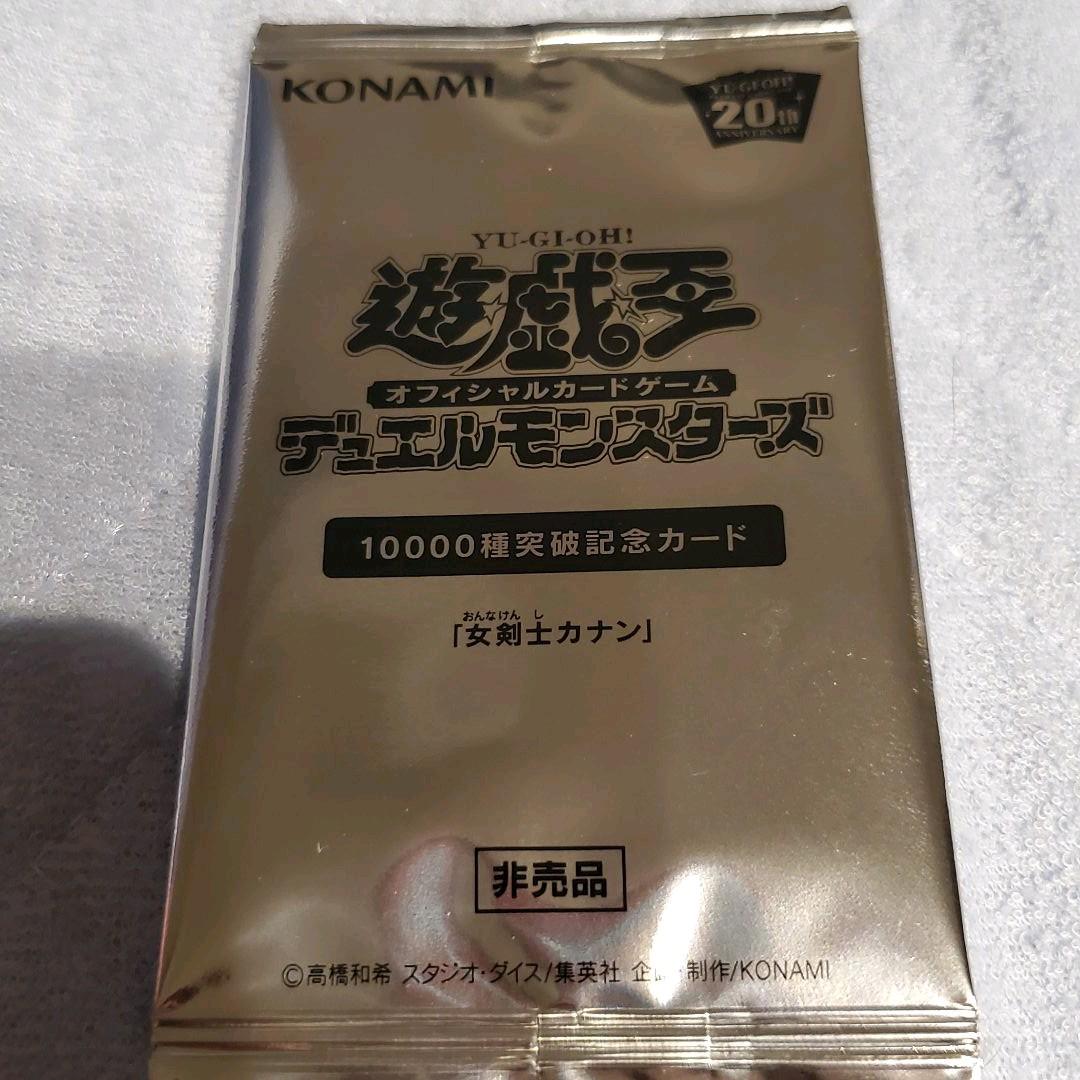 KONAMI
YU-GI-OH!
20th
ANNIVERSARY
YU-GI-OH!
遊☆戯☆王
オフィシャルカードゲーム
デュエルモンスターズ
10000種突破記念カード
おんなけんし
「女剣士カナン」
非売品
©高橋和希 スタジオ・ダイス/集英社 企画・制作/KONAMI